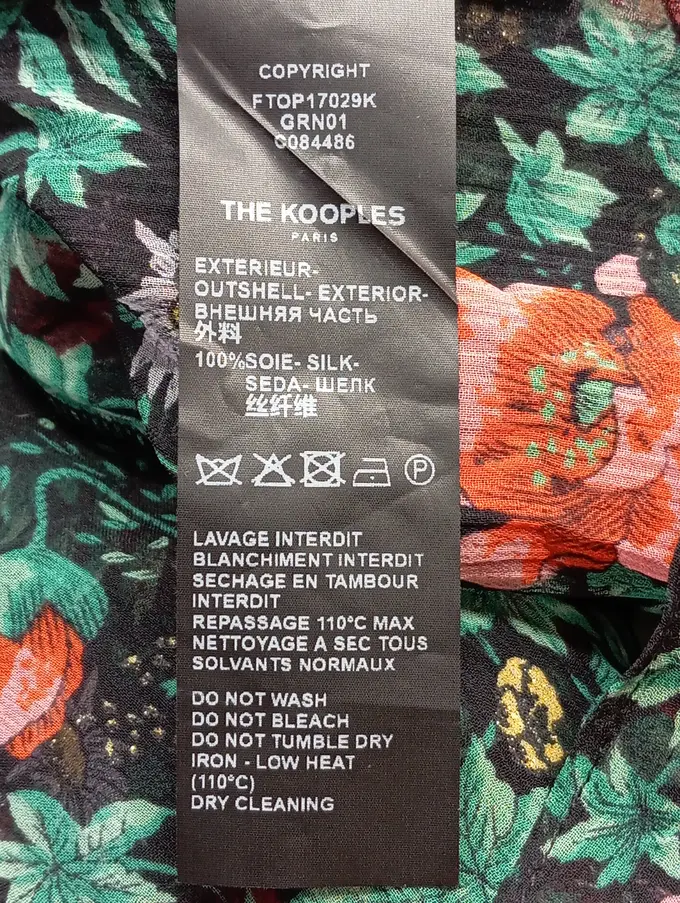 COPYRIGHT
FTOP17029K
GRN01
C084486
THE KOOPLES
PARIS
EXTERIEUR-
OUTSHELL- EXTERIOR-
ВНЕШНЯЯ ЧАСТЬ
外料
100%SOIE- SILK-
SEDA- ШЕЛК
丝纤维
P
LAVAGE INTERDIT
BLANCHIMENT INTERDIT
SECHAGE EN TAMBOUR
INTERDIT
REPASSAGE 110°C MAX
NETTOYAGE A SEC TOUS
SOLVANTS NORMAUX
DO NOT WASH
DO NOT BLEACH
DO NOT TUMBLE DRY
IRON - LOW HEAT
(110°C)
DRY CLEANING